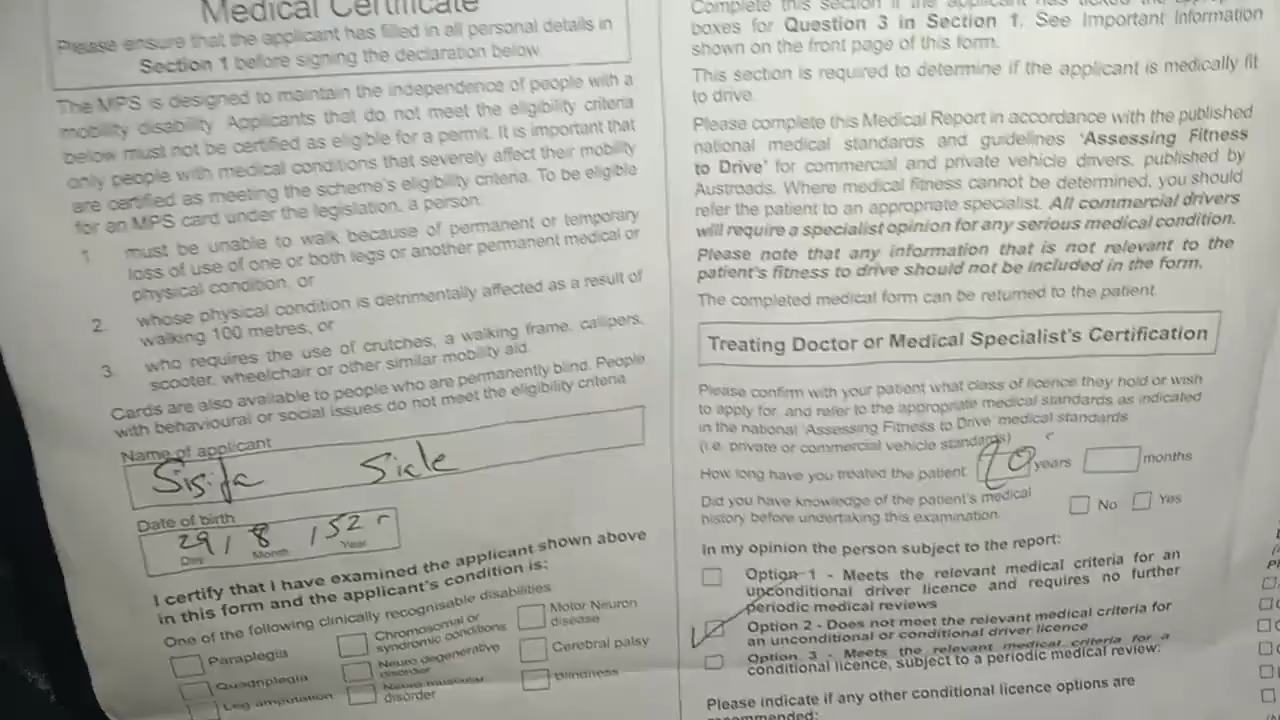 Medical Certificate
Please ensure that the applicant has filled in all personal details in
Section 1 before signing the declaration below.
The MPS is designed to maintain the independence of people with a
mobility disability. Applicants that do not meet the eligibility criteria
below must not be certified as eligible for a permit. It is important that
only people with medical conditions that severely affect their mobility
are certified as meeting the scheme's eligibility criteria. To be eligible
for an MPS card under the legislation, a person:
1. must be unable to walk because of permanent or temporary
loss of use of one or both legs or another permanent medical or
physical condition, or
2. whose physical condition is detrimentally affected as a result of
walking 100 metres, or
3. who requires the use of crutches, a walking frame, callipers,
scooter, wheelchair or other similar mobility aid.
Cards are also available to people who are permanently blind. People
with behavioural or social issues do not meet the eligibility criteria
Name of applicant
Date of birth
29 / 8 / 52
Day Month Year
I certify that I have examined the applicant shown above
in this form and the applicant's condition is:
One of the following clinically recognisable disabilities
Paraplegia
Quadriplegia
Leg amputation
Chromosomal or
syndromic conditions
Neuro degenerative
disorder
Neuro muscular
disorder
Motor Neuron
disease
Cerebral palsy
Blindness
Complete this section if the applicant has ticked the
boxes for Question 3 in Section 1. See Important Information
shown on the front page of this form.
This section is required to determine if the applicant is medically fit
to drive.
Please complete this Medical Report in accordance with the published
national medical standards and guidelines 'Assessing Fitness
to Drive' for commercial and private vehicle drivers, published by
Austroads. Where medical fitness cannot be determined, you should
refer the patient to an appropriate specialist. All commercial drivers
will require a specialist opinion for any serious medical condition.
Please note that any information that is not relevant to the
patient's fitness to drive should not be included in the form.
The completed medical form can be returned to the patient.
Treating Doctor or Medical Specialist's Certification
Please confirm with your patient what class of licence they hold or wish
to apply for, and refer to the appropriate medical standards as indicated
in the national 'Assessing Fitness to Drive' medical standards
(i.e. private or commercial vehicle standards)
How long have you treated the patient years months
Did you have knowledge of the patient's medical
history before undertaking this examination. No Yes
In my opinion the person subject to the report:
Option 1 - Meets the relevant medical criteria for an
unconditional driver licence and requires no further
periodic medical reviews
Option 2 - Does not meet the relevant medical criteria for
an unconditional or conditional driver licence
Option 3 - Meets the relevant medical criteria for a
conditional licence, subject to a periodic medical review:
Please indicate if any other conditional licence options are
recommended: